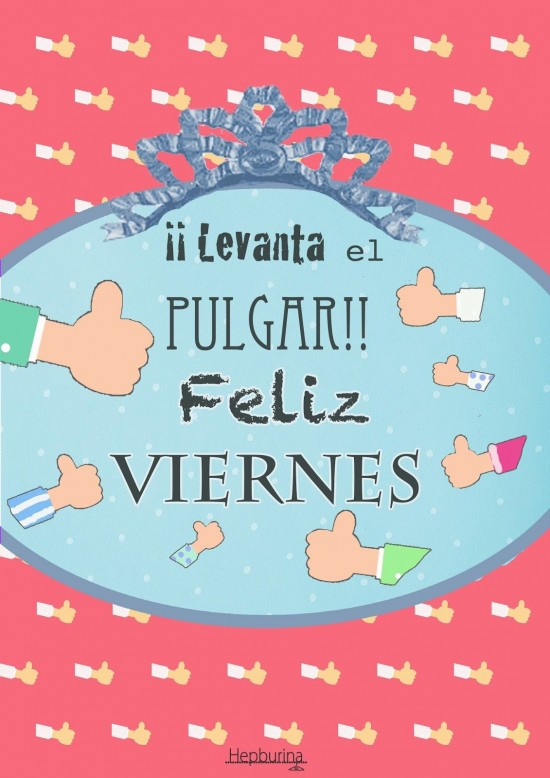 ¡¡Levanta el
PULGAR!!
Feliz
VIERNES
Hepburina